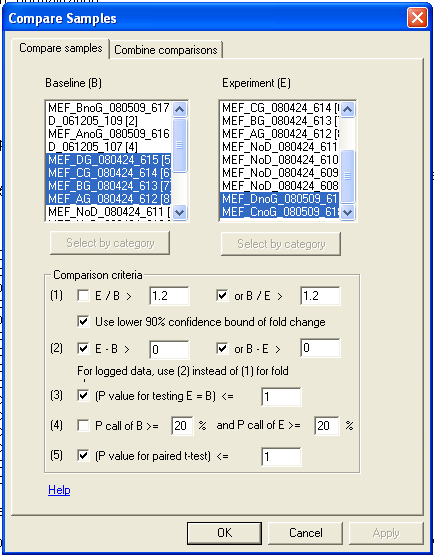 Compare Samples
Compare samples Combine comparisons
Baseline (B) Experiment (E)
MEF_BnoG_080509_617
D_061205_109 [2]
MEF_AnoG_080509_616
D_061205_107 [4]
MEF_DG_080424_615 [5
MEF_CG_080424_614 [6
MEF_BG_080424_613 [7
MEF_AG_080424_612 [8
MEF_NoD_080424_611 [
MEF_CG_080424_614 [
MEF_BG_080424_613 [
MEF_AG_080424_612 [
MEF_NoD_080424_611
MEF_NoD_080424_610
MEF_NoD_080424_609
MEF_NoD_080424_608
MEF_DnoG_080509_61
MEF_CnoG_080509_61
Select by category Select by category
Comparison criteria
(1) E / B > 1.2 or B / E > 1.2
Use lower 90% confidence bound of fold change
(2) E - B > 0 or B - E > 0
For logged data, use (2) instead of (1) for fold
(3) (P value for testing E = B) <= 1
(4) P call of B >= 20 % and P call of E >= 20 %
(5) (P value for paired t-test) <= 1
Help
OK Cancel Apply